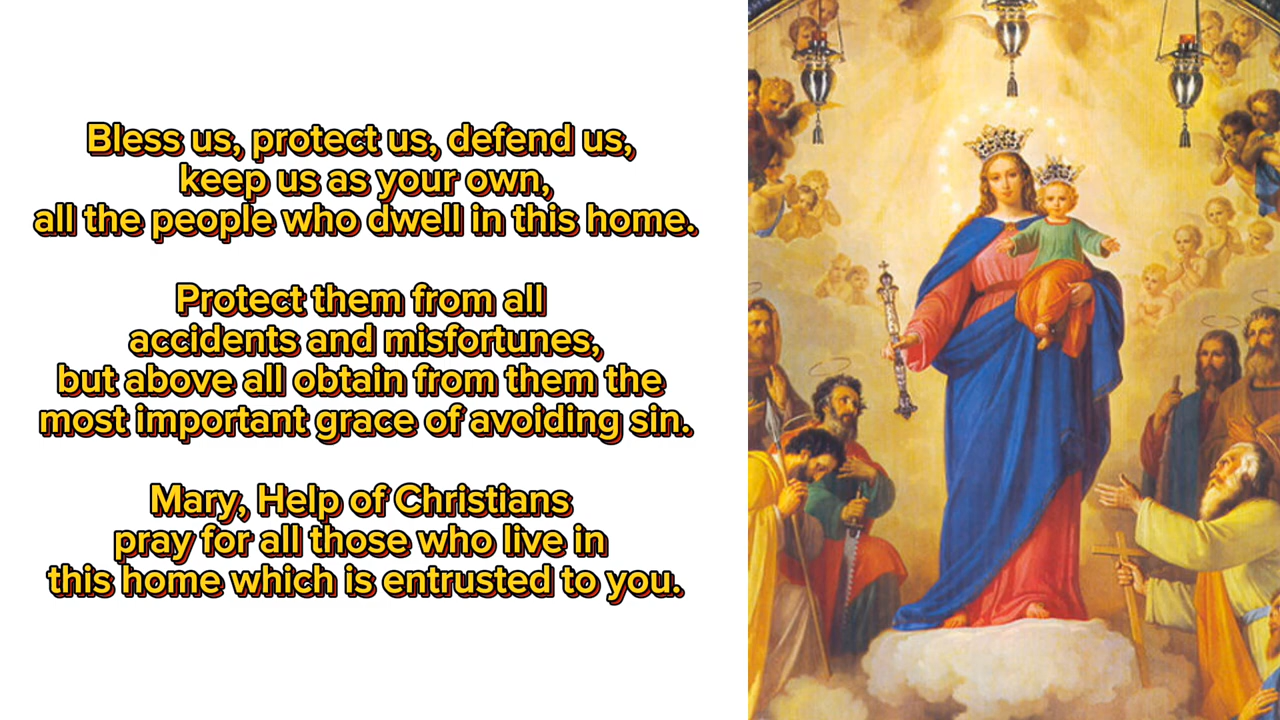 Bless us, protect us, defend us,
keep us as your own,
all the people who dwell in this home.
Protect them from all
accidents and misfortunes,
but above all obtain from them the
most important grace of avoiding sin.
Mary, Help of Christians
pray for all those who live in
this home which is entrusted to you.